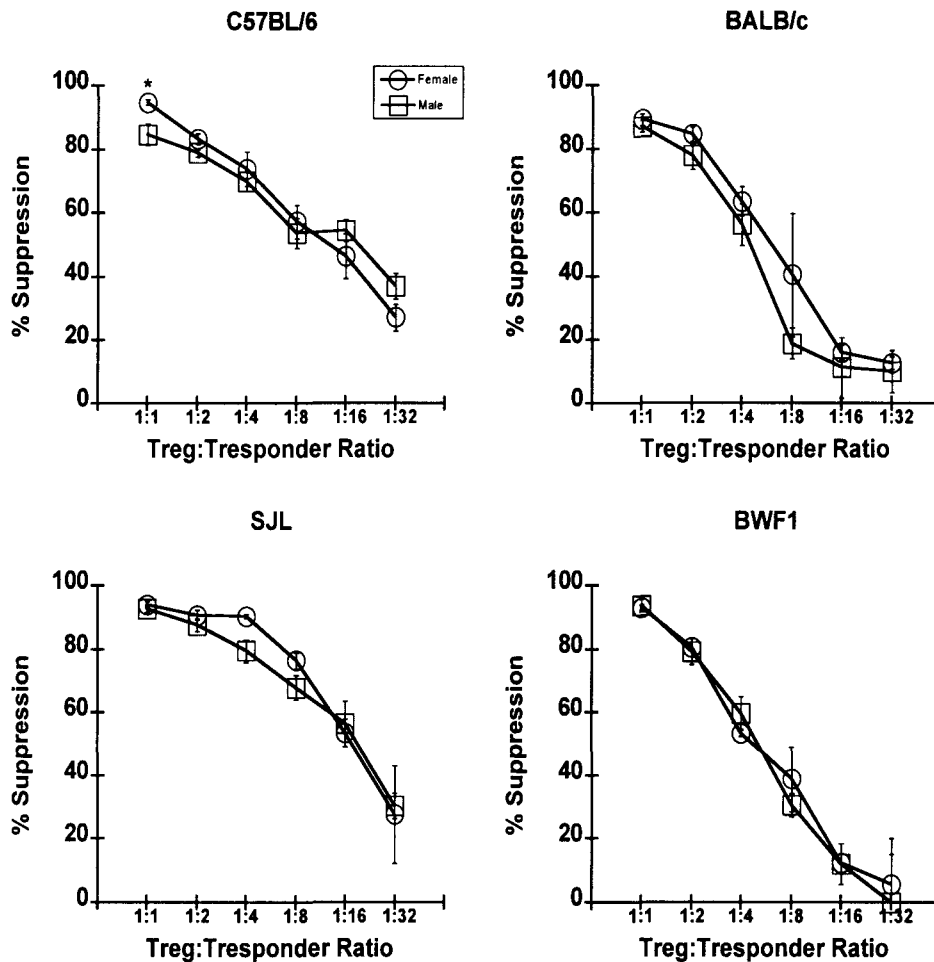 C57BL/6
*
Female
Male
% Suppression
100
80
60
40
20
0
1:1 1:2 1:4 1:8 1:16 1:32
Treg:Tresponder Ratio
BALB/c
% Suppression
100
80
60
40
20
0
1:1 1:2 1:4 1:8 1:16 1:32
Treg:Tresponder Ratio
SJL
% Suppression
100
80
60
40
20
0
1:1 1:2 1:4 1:8 1:16 1:32
Treg:Tresponder Ratio
BWF1
% Suppression
100
80
60
40
20
0
1:1 1:2 1:4 1:8 1:16 1:32
Treg:Tresponder Ratio